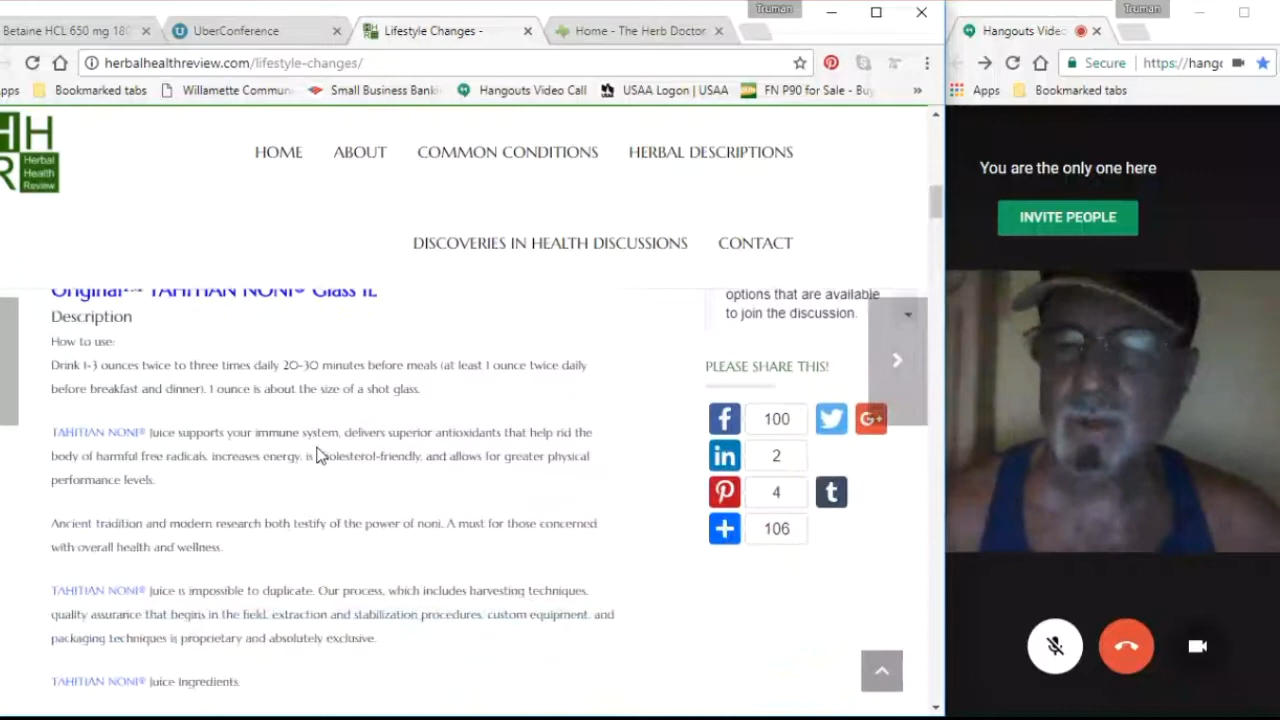 Truman
Truman
Betaine HCL 650 mg 180
UberConference
Lifestyle Changes -
Home - The Herb Doctor
Hangouts Video
herbalhealthreview.com/lifestyle-changes/
Secure
https://hangc
pps
Bookmarked tabs
Willamette Commun
Small Business Banki
Hangouts Video Call
USAA Logon | USAA
FN P90 for Sale - Buy
»
Apps
Bookmarked tabs
H H
R
Herbal
Health
Review
HOME
ABOUT
COMMON CONDITIONS
HERBAL DESCRIPTIONS
DISCOVERIES IN HEALTH DISCUSSIONS
CONTACT
You are the only one here
INVITE PEOPLE
Original™ TAHITIAN NONI® Glass 1L
Description
How to use:
Drink 1-3 ounces twice to three times daily 20-30 minutes before meals (at least 1 ounce twice daily
before breakfast and dinner). 1 ounce is about the size of a shot glass.
TAHITIAN NONI® Juice supports your immune system, delivers superior antioxidants that help rid the
body of harmful free radicals, increases energy, is cholesterol-friendly, and allows for greater physical
performance levels.
Ancient tradition and modern research both testify of the power of noni. A must for those concerned
with overall health and wellness.
TAHITIAN NONI® Juice is impossible to duplicate. Our process, which includes harvesting techniques,
quality assurance that begins in the field, extraction and stabilization procedures, custom equipment, and
packaging techniques is proprietary and absolutely exclusive.
TAHITIAN NONI® Juice Ingredients.
options that are available
to join the discussion.
PLEASE SHARE THIS!
f
100
G+
in
2
4
t
106